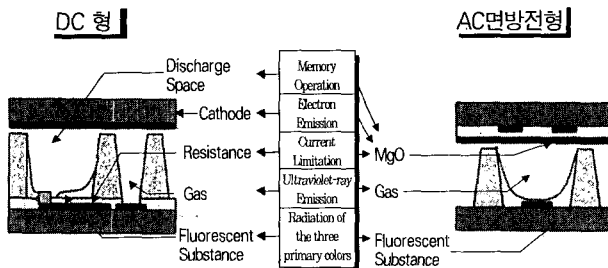 DC 형
AC면방전형
Discharge
Space
Cathode
Resistance
Gas
Fluorescent
Substance
Memory
Operation
Electron
Emission
Current
Limitation
Ultraviolet-ray
Emission
Radiation of
the three
primary colors
MgO
Gas
Fluorescent
Substance